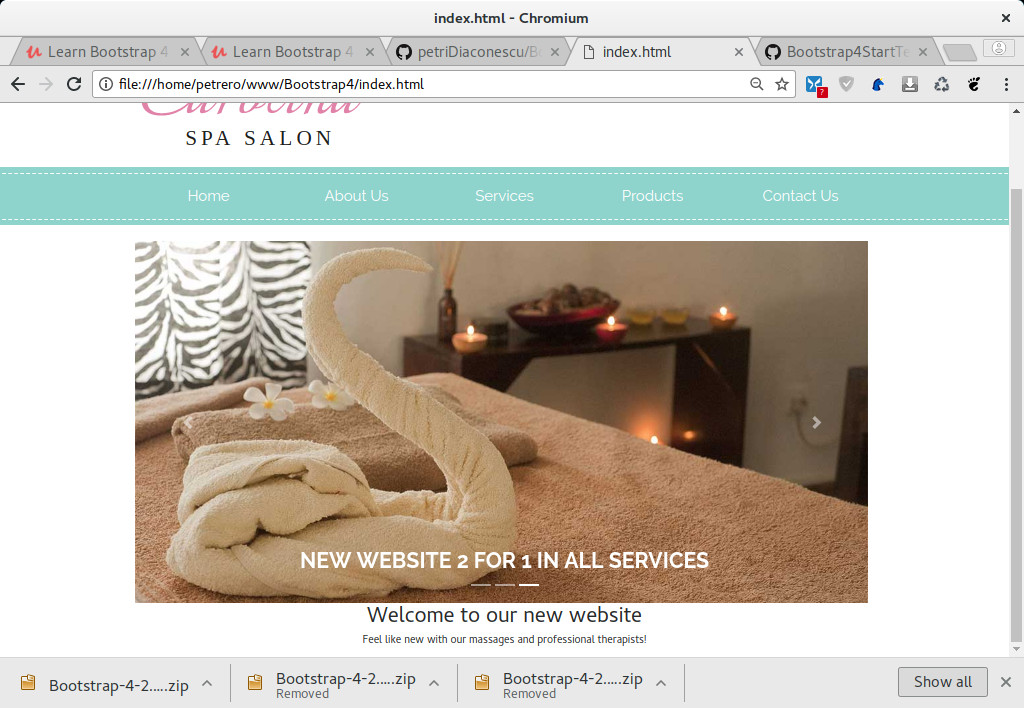 index.html - Chromium
Learn Bootstrap 4
Learn Bootstrap 4
petriDiaconescu/B
index.html
Bootstrap4StartTe
file:///home/petrero/www/Bootstrap4/index.html
SPA SALON
Home About Us Services Products Contact Us
NEW WEBSITE 2 FOR 1 IN ALL SERVICES
Welcome to our new website
Feel like new with our massages and professional therapists!
Bootstrap-4-2.....zip
Bootstrap-4-2.....zip
Removed
Bootstrap-4-2.....zip
Removed
Show all